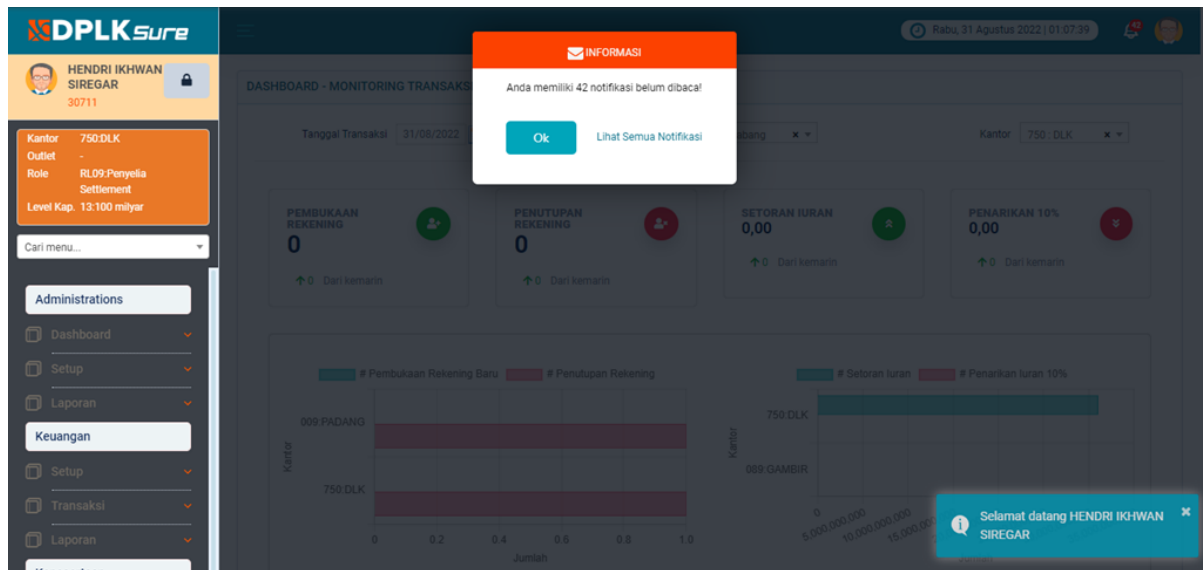 DPLKSure
HENDRI IKHWAN
SIREGAR
30711
Kantor 750:DLK
Outlet -
Role RL09:Penyelia
Settlement
Level Kap. 13:100 milyar
Cari menu...
Administrations
Dashboard
Setup
Laporan
Keuangan
Setup
Transaksi
Laporan
Rabu, 31 Agustus 2022 | 01:07:39
42
INFORMASI
Anda memiliki 42 notifikasi belum dibaca!
Ok
Lihat Semua Notifikasi
DASHBOARD - MONITORING TRANSAKS
Tanggal Transaksi 31/08/2022
abang ×
Kantor 750 : DLK ×
PEMBUKAAN
REKENING
0
0 Dari kemarin
PENUTUPAN
REKENING
0
0 Dari kemarin
SETORAN IURAN
0,00
0 Dari kemarin
PENARIKAN 10%
0,00
0 Dari kemarin
# Pembukaan Rekening Baru # Penutupan Rekening
009:PADANG
750:DLK
Kantor
0 0.2 0.4 0.6 0.8 1.0
Jumlah
# Setoran Iuran # Penarikan Iuran 10%
750:DLK
089:GAMBIR
Kantor
0
5,000,000,000
10,000,000,000
Selamat datang HENDRI IKHWAN
SIREGAR
×